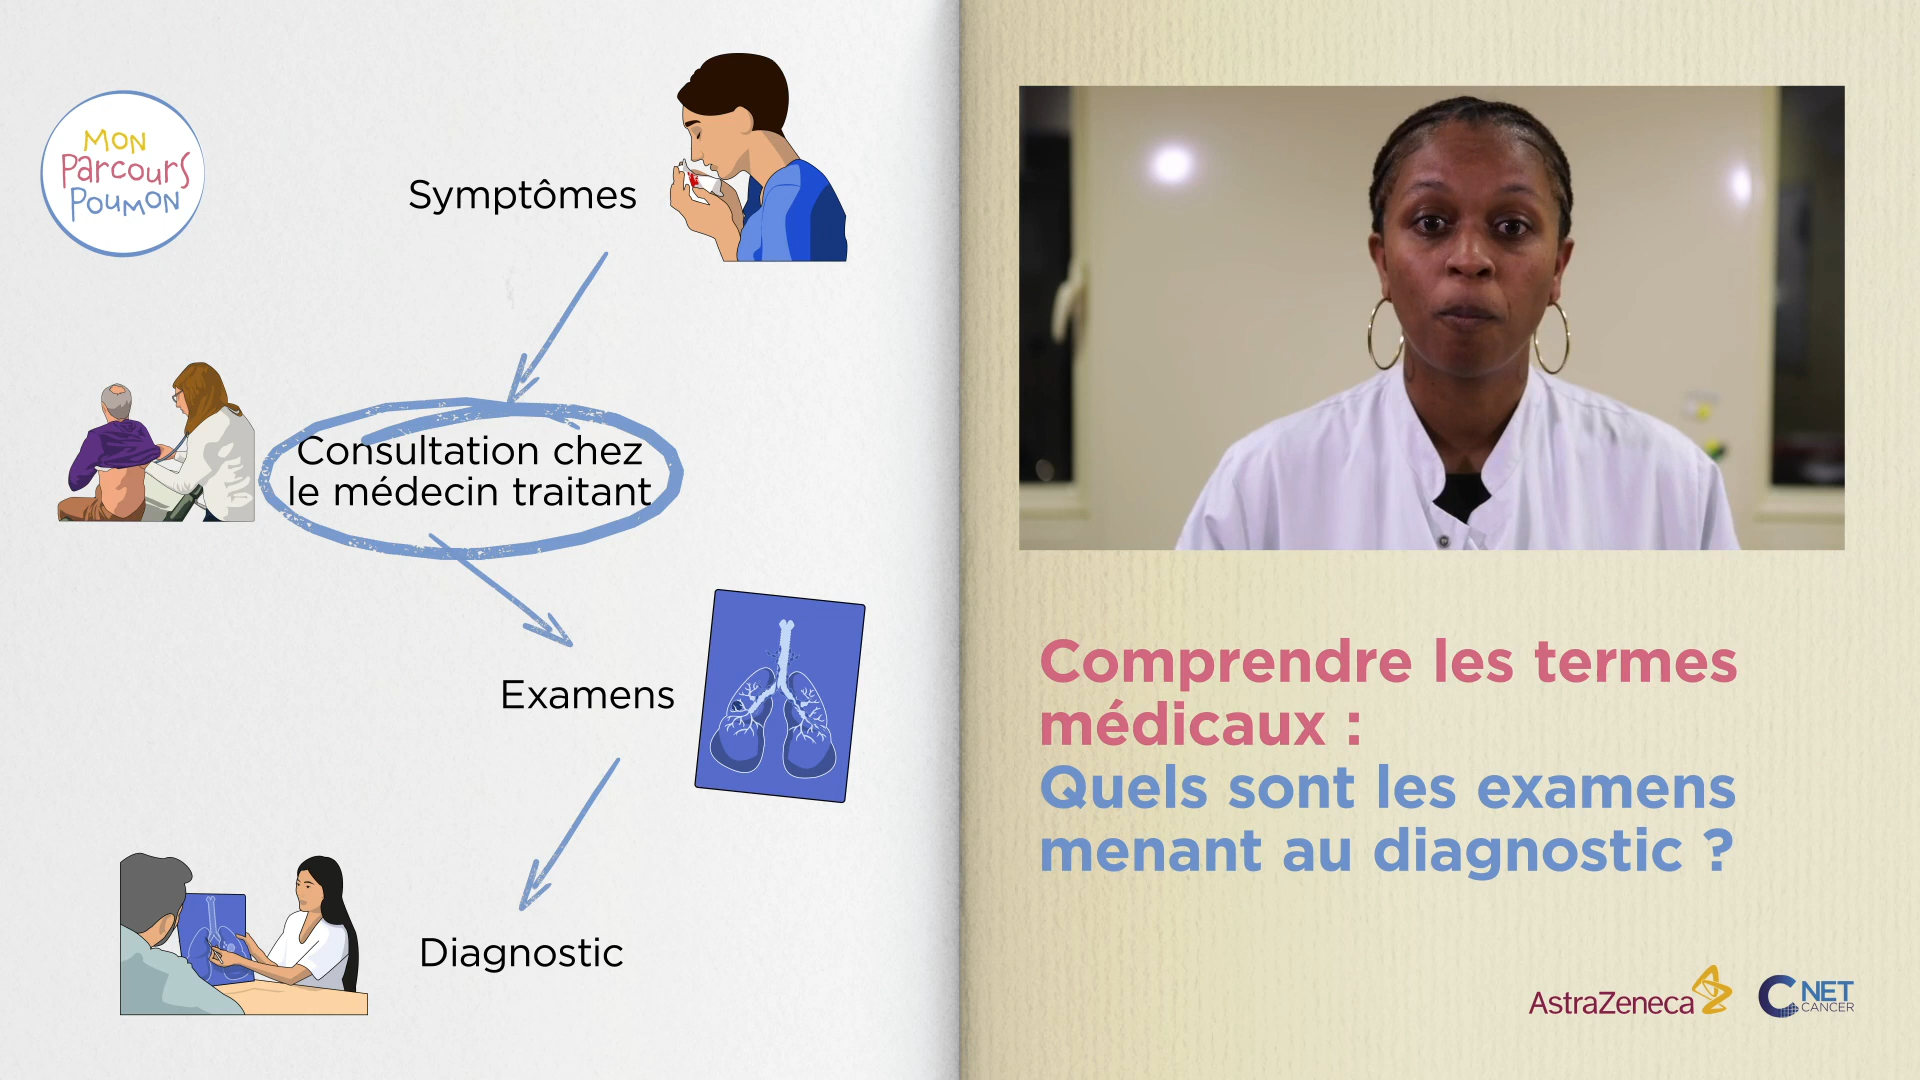 MON
Parcours
Poumon
Symptômes
Consultation chez
le médecin traitant
Examens
Diagnostic
Comprendre les termes
médicaux :
Quels sont les examens
menant au diagnostic ?
AstraZeneca
C NET
CANCER